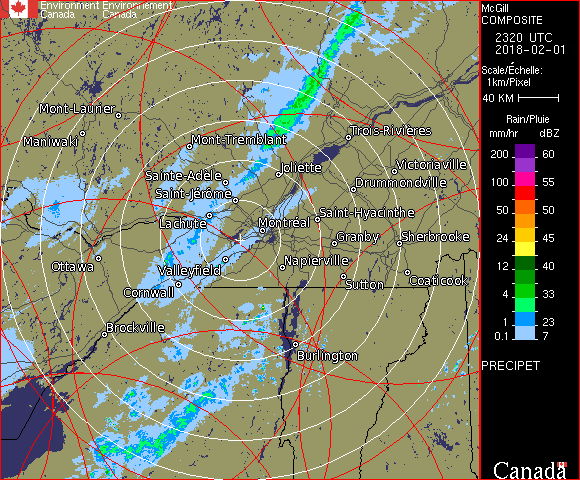 Environment Environnement
Canada Canada
McGill
COMPOSITE
2320 UTC
2018-02-01
Scale/Échelle:
1km/Pixel
40 KM
Rain/Pluie
mm/hr dBZ
200 60
100 55
50 50
24 45
12 40
4 33
1 23
0.1 7
PRECIPET
Canada
Mont-Laurier
Maniwaki
Mont-Tremblant
Trois-Rivières
Joliette
Victoriaville
Sainte-Adèle
Drummondville
Saint-Jérôme
Lachute
Saint-Hyacinthe
Montréal
Granby
Sherbrooke
Ottawa
Valleyfield
Napierville
Cornwall
Sutton
Coaticook
Brockville
Burlington